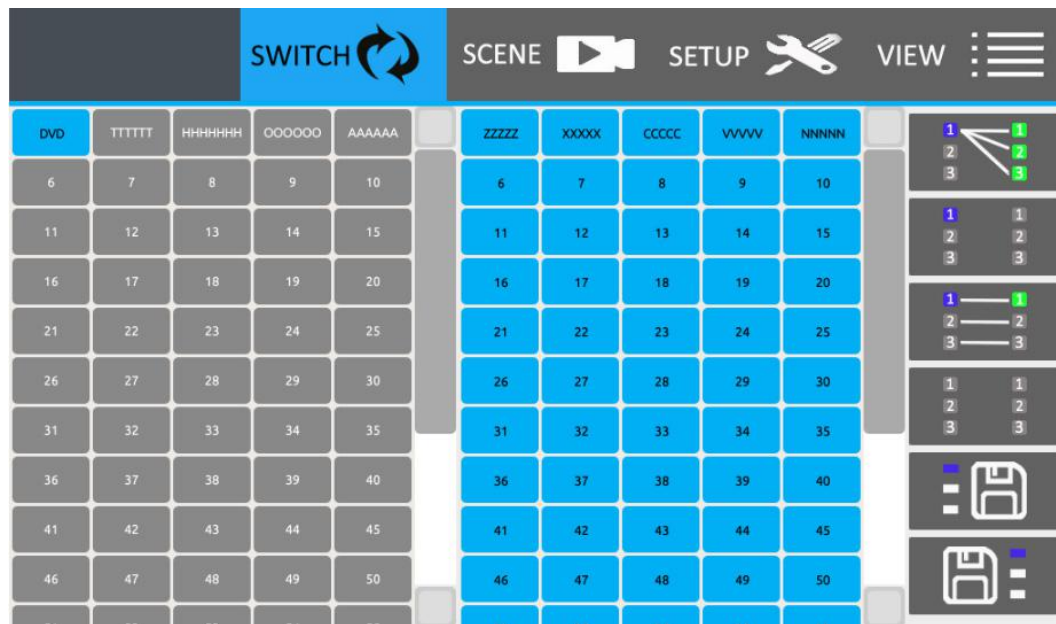 SWITCH SCENE SETUP VIEW
DVD TTTTTT HHHHHHH OOOOOO AAAAAA ZZZZZ XXXXX CCCCC VVVVV NNNNN
6 7 8 9 10 6 7 8 9 10
11 12 13 14 15 11 12 13 14 15
16 17 18 19 20 16 17 18 19 20
21 22 23 24 25 21 22 23 24 25
26 27 28 29 30 26 27 28 29 30
31 32 33 34 35 31 32 33 34 35
36 37 38 39 40 36 37 38 39 40
41 42 43 44 45 41 42 43 44 45
46 47 48 49 50 46 47 48 49 50
1 1
2 2
3 3
1 1
2 2
3 3
1 1
2 2
3 3
1 1
2 2
3 3